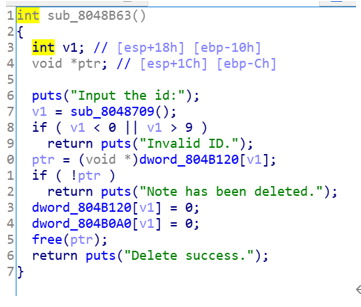 1 int sub_8048B63()
2 {
3 int v1; // [esp+18h] [ebp-10h]
4 void *ptr; // [esp+1Ch] [ebp-Ch]
5
6 puts("Input the id:");
7 v1 = sub_8048709();
8 if ( v1 < 0 || v1 > 9 )
9 return puts("Invalid ID.");
0 ptr = (void *)dword_804B120[v1];
1 if ( !ptr )
2 return puts("Note has been deleted.");
3 dword_804B120[v1] = 0;
4 dword_804B0A0[v1] = 0;
5 free(ptr);
6 return puts("Delete success.");
7 }